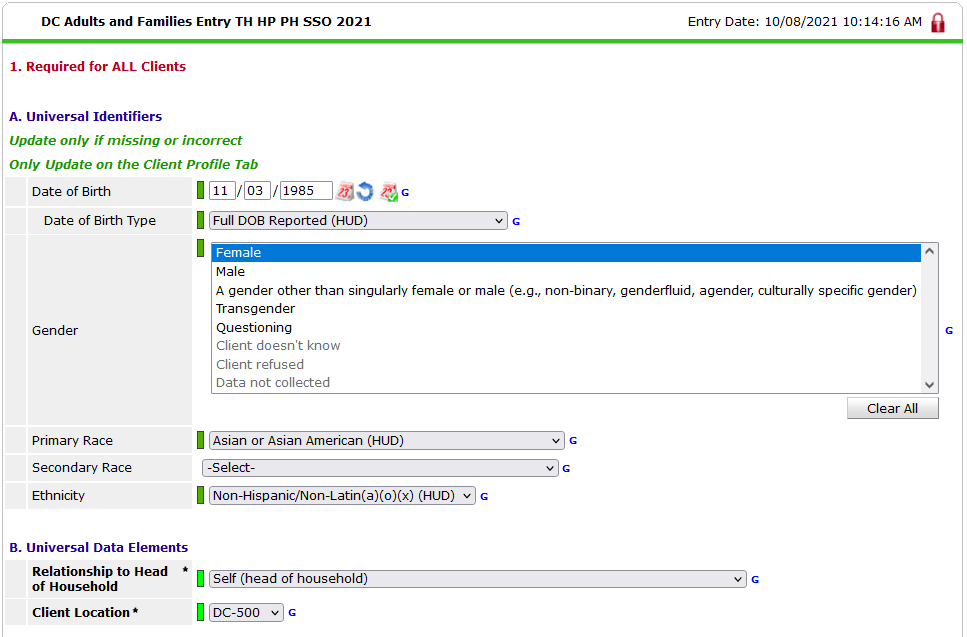 DC Adults and Families Entry TH HP PH SSO 2021 Entry Date: 10/08/2021 10:14:16 AM
1. Required for ALL Clients
A. Universal Identifiers
Update only if missing or incorrect
Only Update on the Client Profile Tab
Date of Birth 11 / 03 / 1985 23 23 G
Date of Birth Type Full DOB Reported (HUD) G
Gender
Female
Male
A gender other than singularly female or male (e.g., non-binary, genderfluid, agender, culturally specific gender)
Transgender
Questioning
Client doesn't know
Client refused
Data not collected
G
Clear All
Primary Race Asian or Asian American (HUD) G
Secondary Race -Select- G
Ethnicity Non-Hispanic/Non-Latin(a)(o)(x) (HUD) G
B. Universal Data Elements
Relationship to Head *
of Household
Self (head of household) G
Client Location * DC-500 G